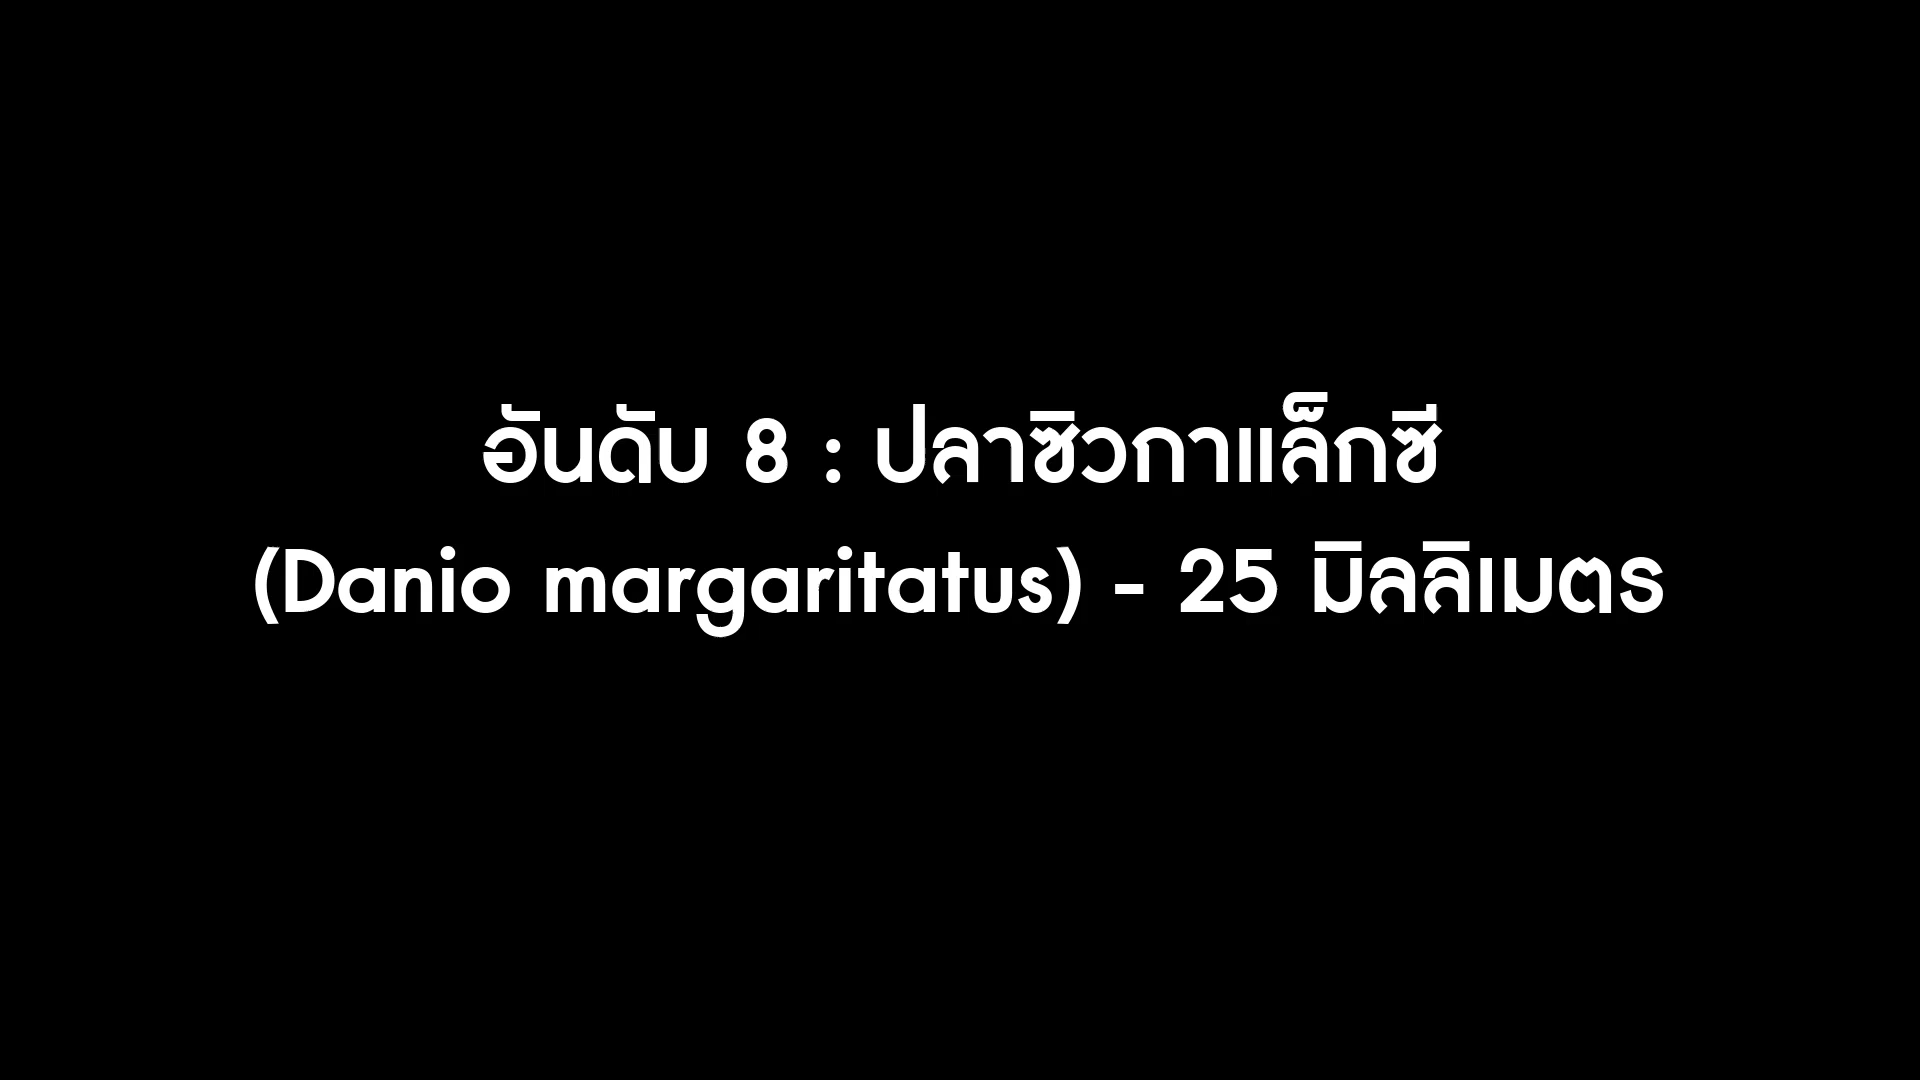 อันดับ 8 : ปลาซิวกาแล็กซี
(Danio margaritatus) - 25 มิลลิเมตร